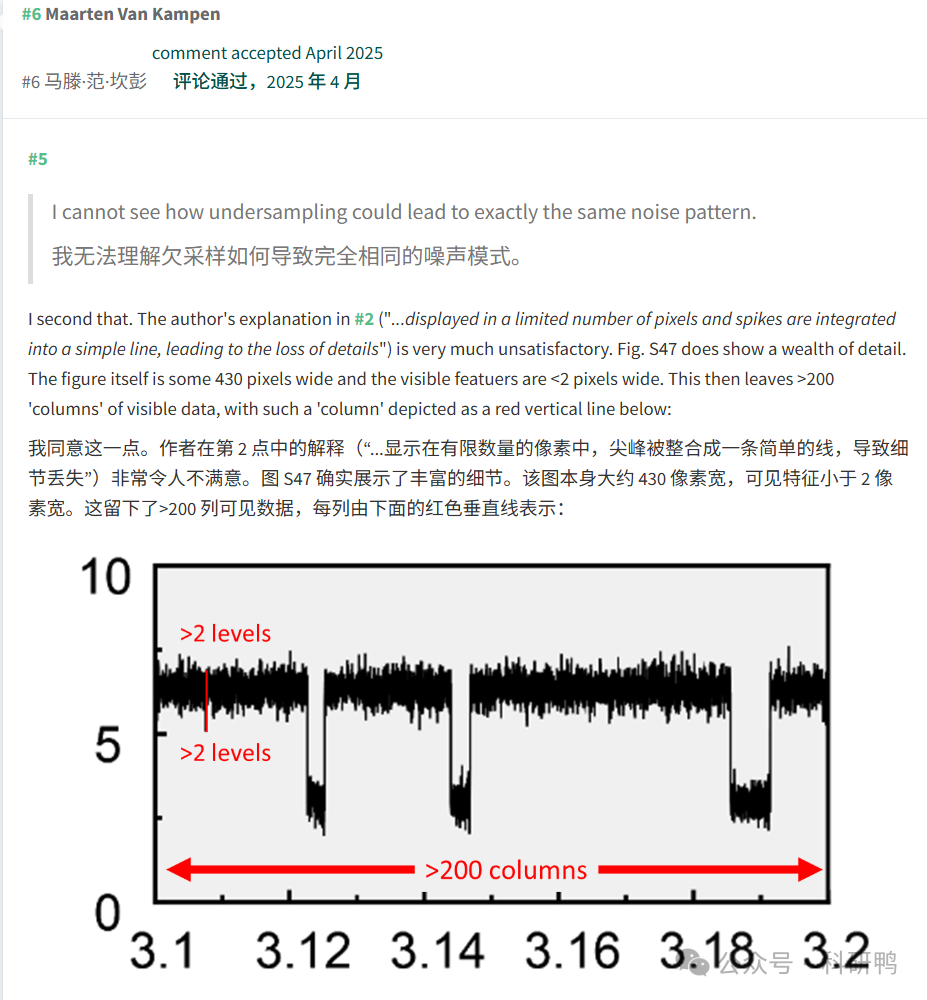 #6 Maarten Van Kampen
comment accepted April 2025
#6 马滕·范·坎彭 评论通过，2025 年 4 月
#5
I cannot see how undersampling could lead to exactly the same noise pattern.
我无法理解欠采样如何导致完全相同的噪声模式。
I second that. The author's explanation in #2 ("...displayed in a limited number of pixels and spikes are integrated
into a simple line, leading to the loss of details") is very much unsatisfactory. Fig. S47 does show a wealth of detail.
The figure itself is some 430 pixels wide and the visible featuers are <2 pixels wide. This then leaves >200
'columns' of visible data, with such a 'column' depicted as a red vertical line below:
我同意这一点。作者在第 2 点中的解释（“...显示在有限数量的像素中，尖峰被整合成一条简单的线，导致细
节丢失”）非常令人不满意。图 S47 确实展示了丰富的细节。该图本身大约 430 像素宽，可见特征小于 2 像
素宽。这留下了>200 列可见数据，每列由下面的红色垂直线表示：
10
>2 levels
5
>2 levels
>200 columns
0
3.1 3.12 3.14 3.16 3.18 3.2
公众号 科研鸭